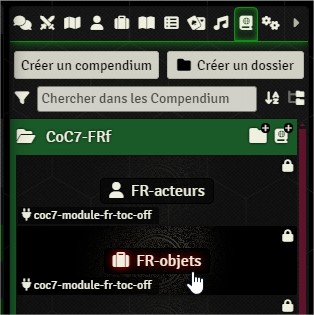 Créer un compendium
Créer un dossier
Chercher dans les Compendium
CoC7-FRf
FR-acteurs
coc7-module-fr-toc-off
FR-objets
coc7-module-fr-toc-off